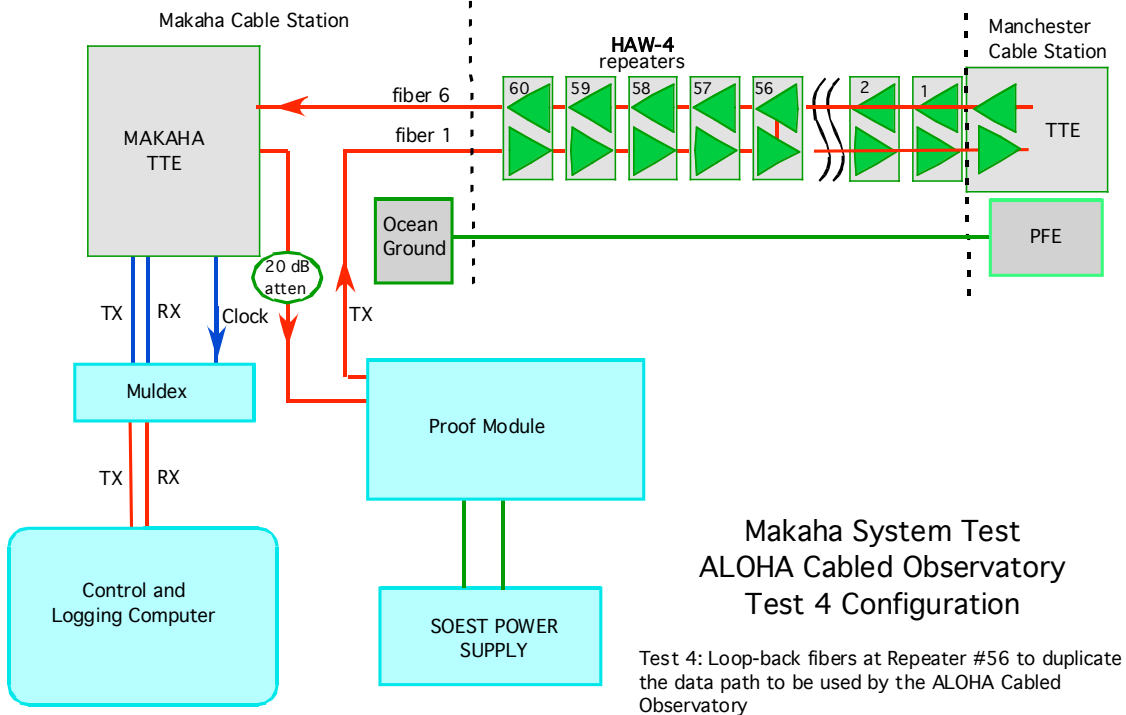 Makaha Cable Station
Manchester
Cable Station
HAW-4
repeaters
60
59
58
57
56
2
1
fiber 6
fiber 1
MAKAHA
TTE
TTE
Ocean
Ground
PFE
20 dB
atten
TX
RX
Clock
TX
Muldex
Proof Module
TX
RX
Control and
Logging Computer
SOEST POWER
SUPPLY
Makaha System Test
ALOHA Cabled Observatory
Test 4 Configuration
Test 4: Loop-back fibers at Repeater #56 to duplicate
the data path to be used by the ALOHA Cabled
Observatory